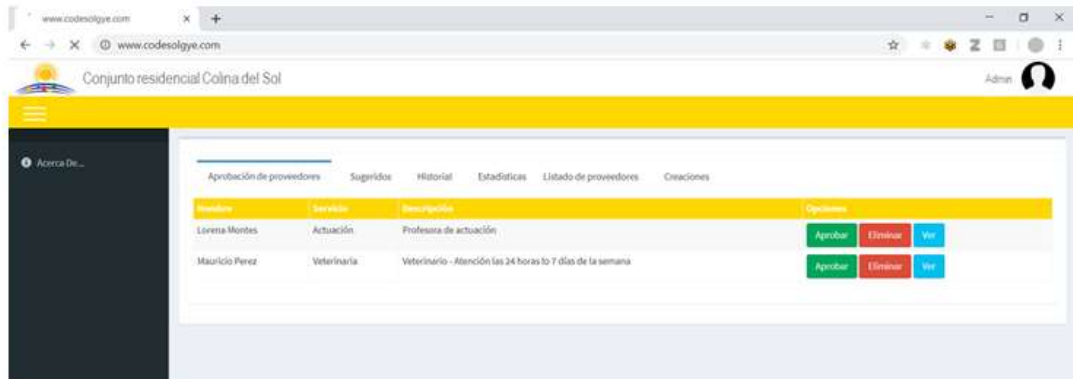 www.codesolgye.com
www.codesolgye.com
Conjunto residencial Colina del Sol
Admin
Acerca De...
Aprobación de proveedores Sugeridos Historial Estadísticas Listado de proveedores Creaciones
Nombre Servicio Descripción Opciones
Lorena Montes Actuación Profesora de actuación Aprobar Eliminar Ver
Mauricio Perez Veterinaria Veterinario - Atención las 24 horas lo 7 días de la semana Aprobar Eliminar Ver